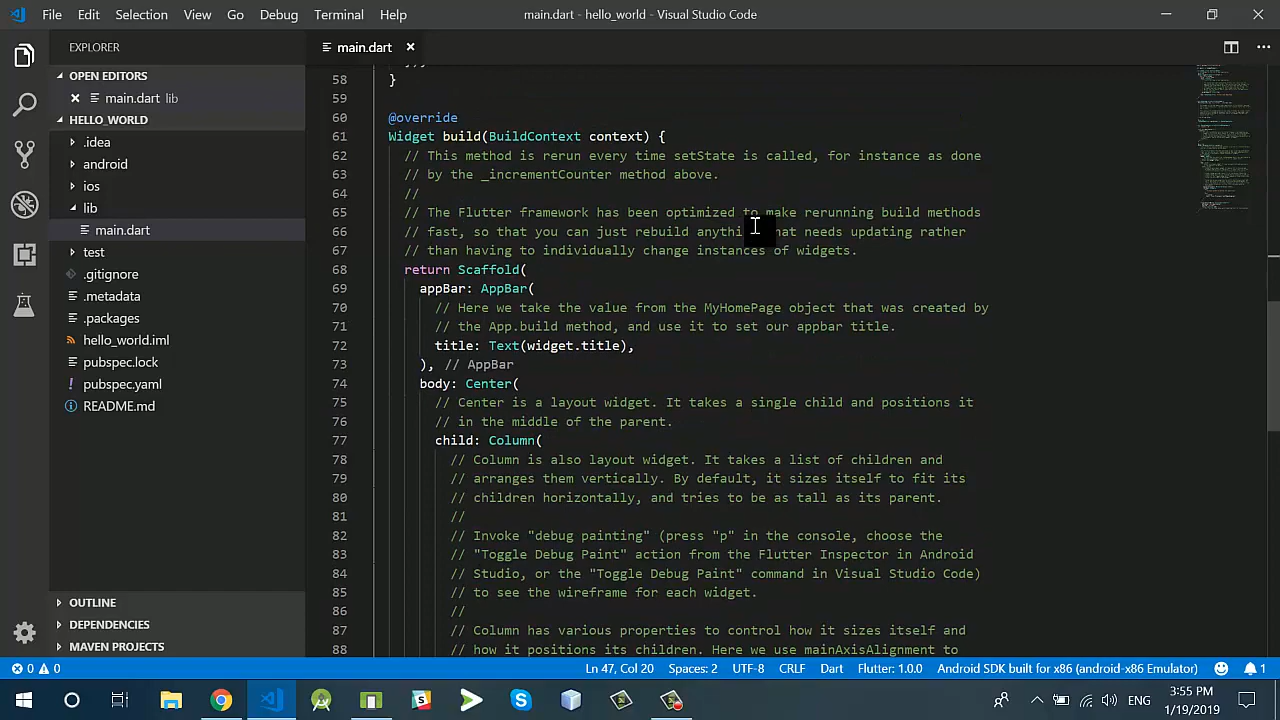 File Edit Selection View Go Debug Terminal Help
main.dart - hello_world - Visual Studio Code
EXPLORER
OPEN EDITORS
main.dart lib
HELLO_WORLD
.idea
android
ios
lib
main.dart
test
.gitignore
.metadata
.packages
hello_world.iml
pubspec.lock
pubspec.yaml
README.md
OUTLINE
DEPENDENCIES
MAVEN PROJECTS
main.dart
58 }
59
60 @override
61 Widget build(BuildContext context) {
62 // This method is rerun every time setState is called, for instance as done
63 // by the _incrementCounter method above.
64 //
65 // The Flutter framework has been optimized to make rerunning build methods
66 // fast, so that you can just rebuild anything that needs updating rather
67 // than having to individually change instances of widgets.
68 return Scaffold(
69 appBar: AppBar(
70 // Here we take the value from the MyHomePage object that was created by
71 // the App.build method, and use it to set our appbar title.
72 title: Text(widget.title),
73 ), // AppBar
74 body: Center(
75 // Center is a layout widget. It takes a single child and positions it
76 // in the middle of the parent.
77 child: Column(
78 // Column is also layout widget. It takes a list of children and
79 // arranges them vertically. By default, it sizes itself to fit its
80 // children horizontally, and tries to be as tall as its parent.
81 //
82 // Invoke "debug painting" (press "p" in the console, choose the
83 // "Toggle Debug Paint" action from the Flutter Inspector in Android
84 // Studio, or the "Toggle Debug Paint" command in Visual Studio Code)
85 // to see the wireframe for each widget.
86 //
87 // Column has various properties to control how it sizes itself and
88 // how it positions its children. Here we use mainAxisAlignment to
0 0 Ln 47, Col 20 Spaces: 2 UTF-8 CRLF Dart Flutter: 1.0.0 Android SDK built for x86 (android-x86 Emulator) 1
ENG
3:55 PM
1/19/2019